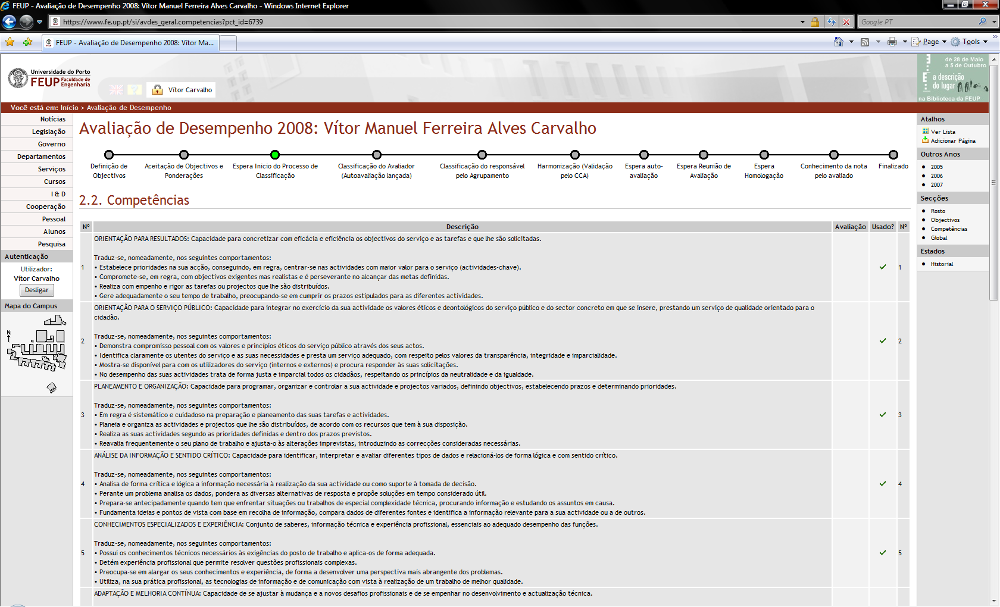 FEUP - Avaliação de Desempenho 2008: Vítor Manuel Ferreira Alves Carvalho - Windows Internet Explorer
https://www.fe.up.pt/si/avdes_geral.competencias?pct_id=6739
Google PT
FEUP - Avaliação de Desempenho 2008: Vítor Ma...
Page
Tools
Universidade do Porto
FEUP Faculdade de Engenharia
Vítor Carvalho
de 28 de Maio
a 5 de Outubro
a descrição
do lugar
na Biblioteca da FEUP
Você está em: Início > Avaliação de Desempenho
Notícias
Legislação
Governo
Departamentos
Serviços
Cursos
I & D
Cooperação
Pessoal
Alunos
Pesquisa
Autenticação
Utilizador:
Vítor Carvalho
Desligar
Mapa do Campus
N
Avaliação de Desempenho 2008: Vítor Manuel Ferreira Alves Carvalho
Definição de Objectivos
Aceitação de Objectivos e Ponderações
Espera Inicio do Processo de Classificação
Classificação do Avaliador (Autoavaliação lançada)
Classificação do responsável pelo Agrupamento
Harmonização (Validação pelo CCA)
Espera auto-avaliação
Espera Reunião de Avaliação
Espera Homologação
Conhecimento da nota pelo avaliado
Finalizado
2.2. Competências
Nº Descrição Avaliação Usado? Nº
ORIENTAÇÃO PARA RESULTADOS: Capacidade para concretizar com eficácia e eficiência os objectivos do serviço e as tarefas e que lhe são solicitadas.
Traduz-se, nomeadamente, nos seguintes comportamentos:
1 • Estabelece prioridades na sua acção, conseguindo, em regra, centrar-se nas actividades com maior valor para o serviço (actividades-chave). 1
• Compromete-se, em regra, com objectivos exigentes mas realistas e é perseverante no alcançar das metas definidas.
• Realiza com empenho e rigor as tarefas ou projectos que lhe são distribuídos.
• Gere adequadamente o seu tempo de trabalho, preocupando-se em cumprir os prazos estipulados para as diferentes actividades.
ORIENTAÇÃO PARA O SERVIÇO PÚBLICO: Capacidade para integrar no exercício da sua actividade os valores éticos e deontológicos do serviço público e do sector concreto em que se insere, prestando um serviço de qualidade orientado para o
cidadão.
Traduz-se, nomeadamente, nos seguintes comportamentos:
2 • Demonstra compromisso pessoal com os valores e princípios éticos do serviço público através dos seus actos. 2
• Identifica claramente os utentes do serviço e as suas necessidades e presta um serviço adequado, com respeito pelos valores da transparência, integridade e imparcialidade.
• Mostra-se disponível para com os utilizadores do serviço (internos e externos) e procura responder às suas solicitações.
• No desempenho das suas actividades trata de forma justa e imparcial todos os cidadãos, respeitando os princípios da neutralidade e da igualdade.
PLANEAMENTO E ORGANIZAÇÃO: Capacidade para programar, organizar e controlar a sua actividade e projectos variados, definindo objectivos, estabelecendo prazos e determinando prioridades.
Traduz-se, nomeadamente, nos seguintes comportamentos:
3 • Em regra é sistemático e cuidadoso na preparação e planeamento das suas tarefas e actividades. 3
• Planeia e organiza as actividades e projectos que lhe são distribuídos, de acordo com os recursos que tem à sua disposição.
• Realiza as suas actividades segundo as prioridades definidas e dentro dos prazos previstos.
• Reavalia frequentemente o seu plano de trabalho e ajusta-o às alterações imprevistas, introduzindo as correcções consideradas necessárias.
ANÁLISE DA INFORMAÇÃO E SENTIDO CRÍTICO: Capacidade para identificar, interpretar e avaliar diferentes tipos de dados e relacioná-los de forma lógica e com sentido crítico.
Traduz-se, nomeadamente, nos seguintes comportamentos:
4 • Analisa de forma crítica e lógica a informação necessária à realização da sua actividade ou como suporte à tomada de decisão. 4
• Perante um problema analisa os dados, pondera as diversas alternativas de resposta e propõe soluções em tempo considerado útil.
• Prepara-se antecipadamente quando tem que enfrentar situações ou trabalhos de especial complexidade técnica, procurando informação e estudando os assuntos em causa.
• Fundamenta ideias e pontos de vista com base em recolha de informação, compara dados de diferentes fontes e identifica a informação relevante para a sua actividade ou a de outros.
CONHECIMENTOS ESPECIALIZADOS E EXPERIÊNCIA: Conjunto de saberes, informação técnica e experiência profissional, essenciais ao adequado desempenho das funções.
Traduz-se, nomeadamente, nos seguintes comportamentos:
5 • Possui os conhecimentos técnicos necessários às exigências do posto de trabalho e aplica-os de forma adequada. 5
• Detém experiência profissional que permite resolver questões profissionais complexas.
• Preocupa-se em alargar os seus conhecimentos e experiência, de forma a desenvolver uma perspectiva mais abrangente dos problemas.
• Utiliza, na sua prática profissional, as tecnologias de informação e de comunicação com vista à realização de um trabalho de melhor qualidade.
ADAPTAÇÃO E MELHORIA CONTÍNUA: Capacidade de se ajustar à mudança e a novos desafios profissionais e de se empenhar no desenvolvimento e actualização técnica.
Atalhos
Ver Lista
Adicionar Página
Outros Anos
• 2005
• 2006
• 2007
Secções
• Rosto
• Objectivos
• Competências
• Global
Estados
• Historial